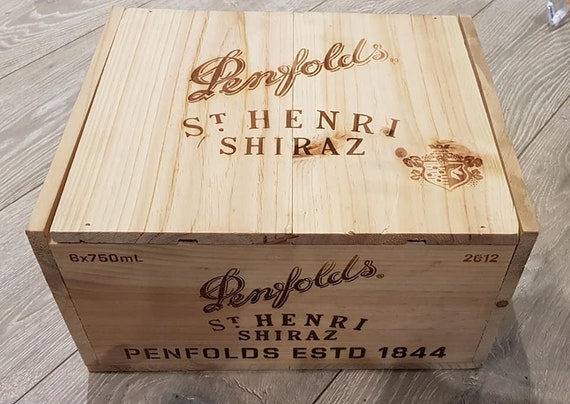 Penfolds®
ST. HENRI
SHIRAZ
6x750mL
2612
Penfolds®
ST. HENRI
SHIRAZ
PENFOLDS ESTD 1844